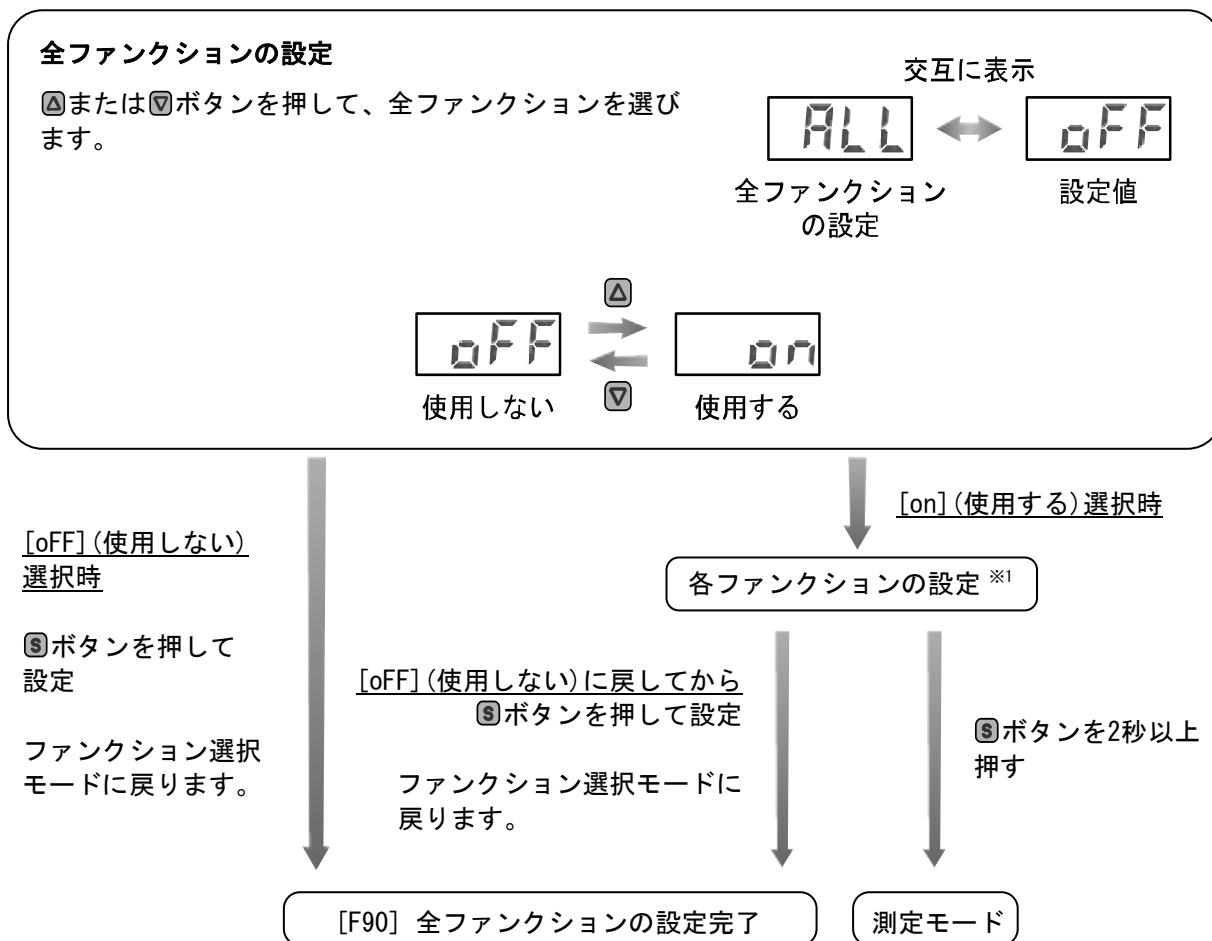 全ファンクションの設定
△または▽ボタンを押して、全ファンクションを選び
ます。
交互に表示
ALL
oFF
全ファンクション
の設定
設定値
△
oFF
on
使用しない
▽
使用する
[on](使用する)選択時
[oFF](使用しない)
選択時
各ファンクションの設定 ※1
Sボタンを押して
設定
[oFF](使用しない)に戻してから
Sボタンを押して設定
Sボタンを2秒以上
押す
ファンクション選択
モードに戻ります。
ファンクション選択モードに
戻ります。
[F90] 全ファンクションの設定完了
測定モード